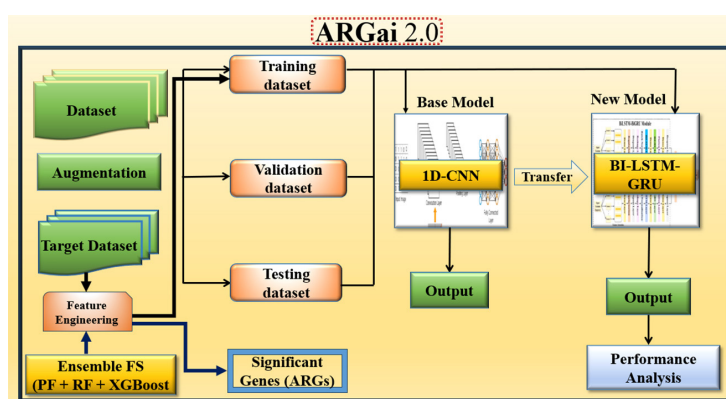 ARGai 2.0
Dataset
Augmentation
Target Dataset
Feature
Engineering
Ensemble FS
(PF + RF + XGBoost
Significant
Genes (ARGs)
Training
dataset
Validation
dataset
Testing
dataset
Base Model
1D-CNN
Output
Transfer
New Model
BI-LSTM-
GRU
Output
Performance
Analysis